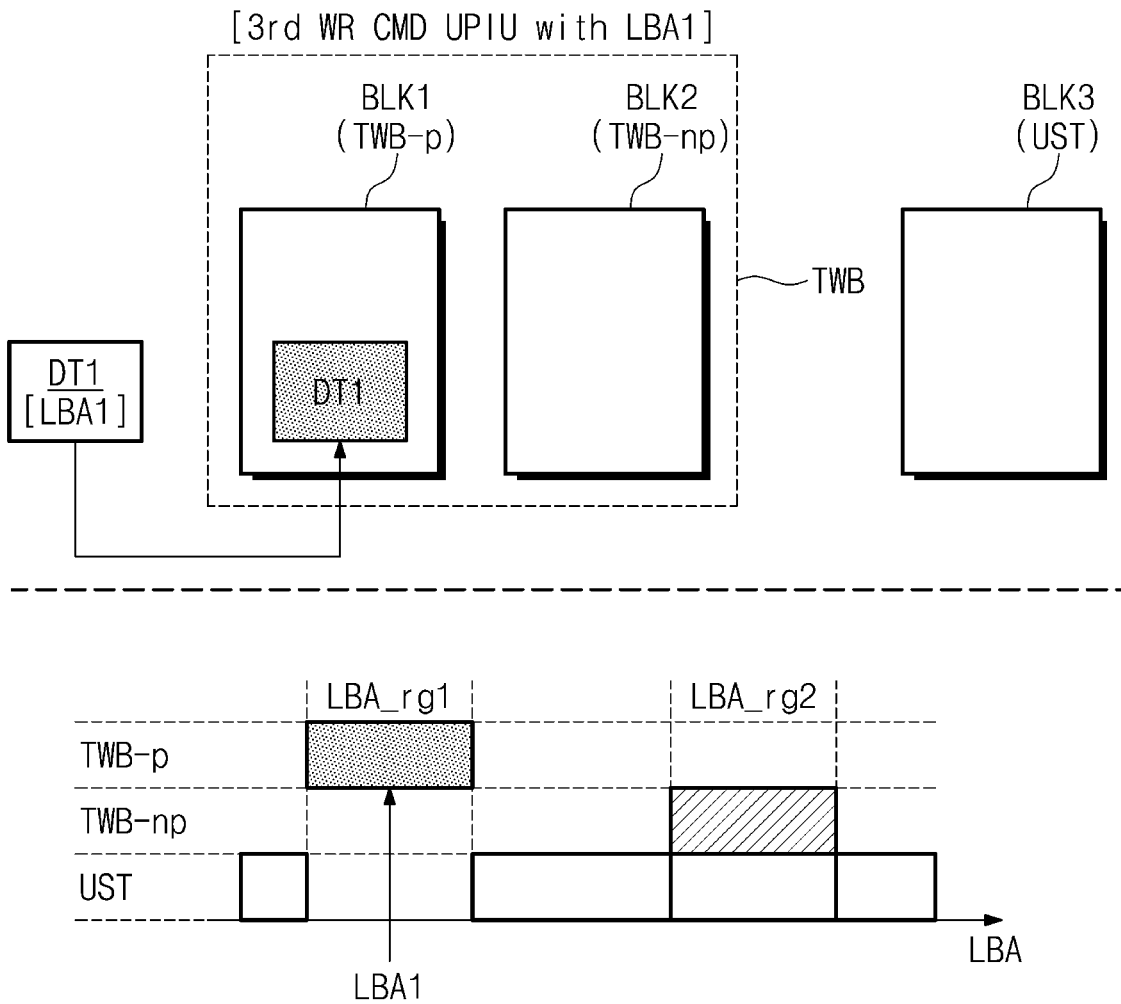 [3rd WR CMD UPIU with LBA1]
BLK1
(TWB-p)
BLK2
(TWB-np)
BLK3
(UST)
TWB
DT1
[LBA1]
DT1
LBA_rg1
LBA_rg2
TWB-p
TWB-np
UST
LBA
LBA1